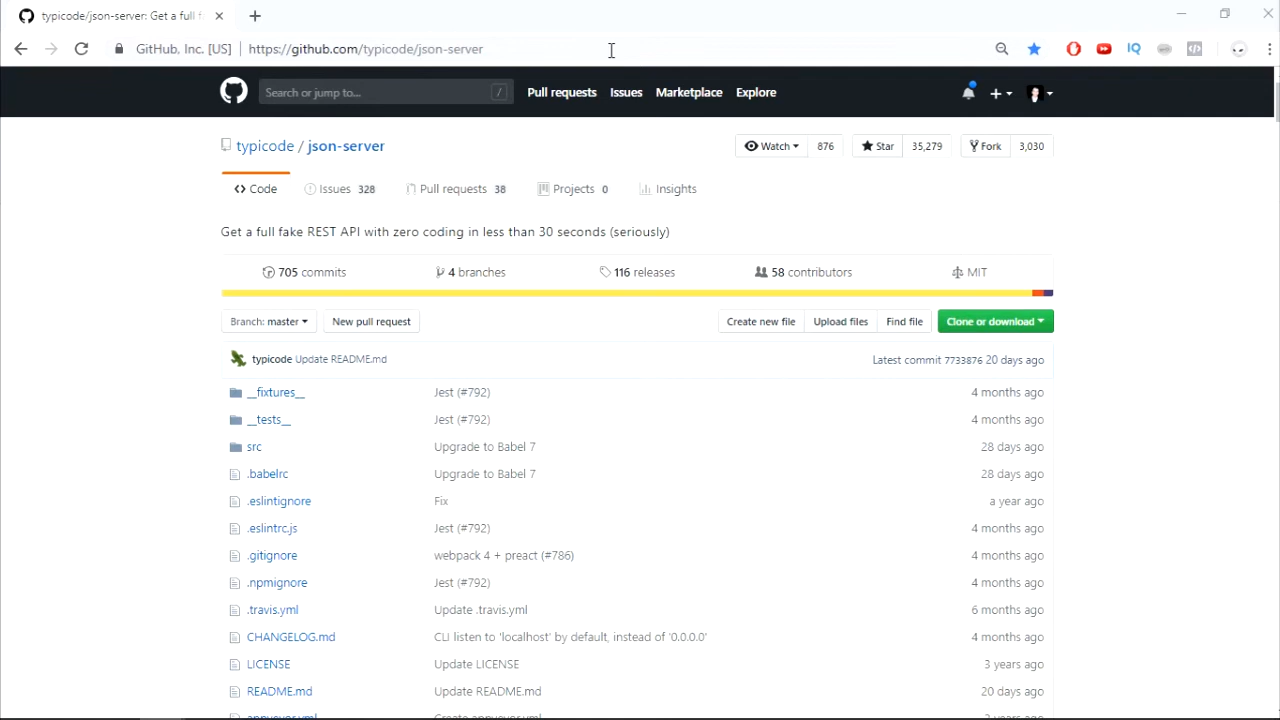 typicode/json-server: Get a full f
GitHub, Inc. [US] https://github.com/typicode/json-server
Search or jump to... / Pull requests Issues Marketplace Explore
typicode / json-server Watch 876 Star 35,279 Fork 3,030
Code Issues 328 Pull requests 38 Projects 0 Insights
Get a full fake REST API with zero coding in less than 30 seconds (seriously)
705 commits 4 branches 116 releases 58 contributors MIT
Branch: master New pull request Create new file Upload files Find file Clone or download
typicode Update README.md Latest commit 7733876 20 days ago
__fixtures__ Jest (#792) 4 months ago
__tests__ Jest (#792) 4 months ago
src Upgrade to Babel 7 28 days ago
.babelrc Upgrade to Babel 7 28 days ago
.eslintignore Fix a year ago
.eslintrc.js Jest (#792) 4 months ago
.gitignore webpack 4 + preact (#786) 4 months ago
.npmignore Jest (#792) 4 months ago
.travis.yml Update .travis.yml 6 months ago
CHANGELOG.md CLI listen to 'localhost' by default, instead of '0.0.0.0' 4 months ago
LICENSE Update LICENSE 3 years ago
README.md Update README.md 20 days ago